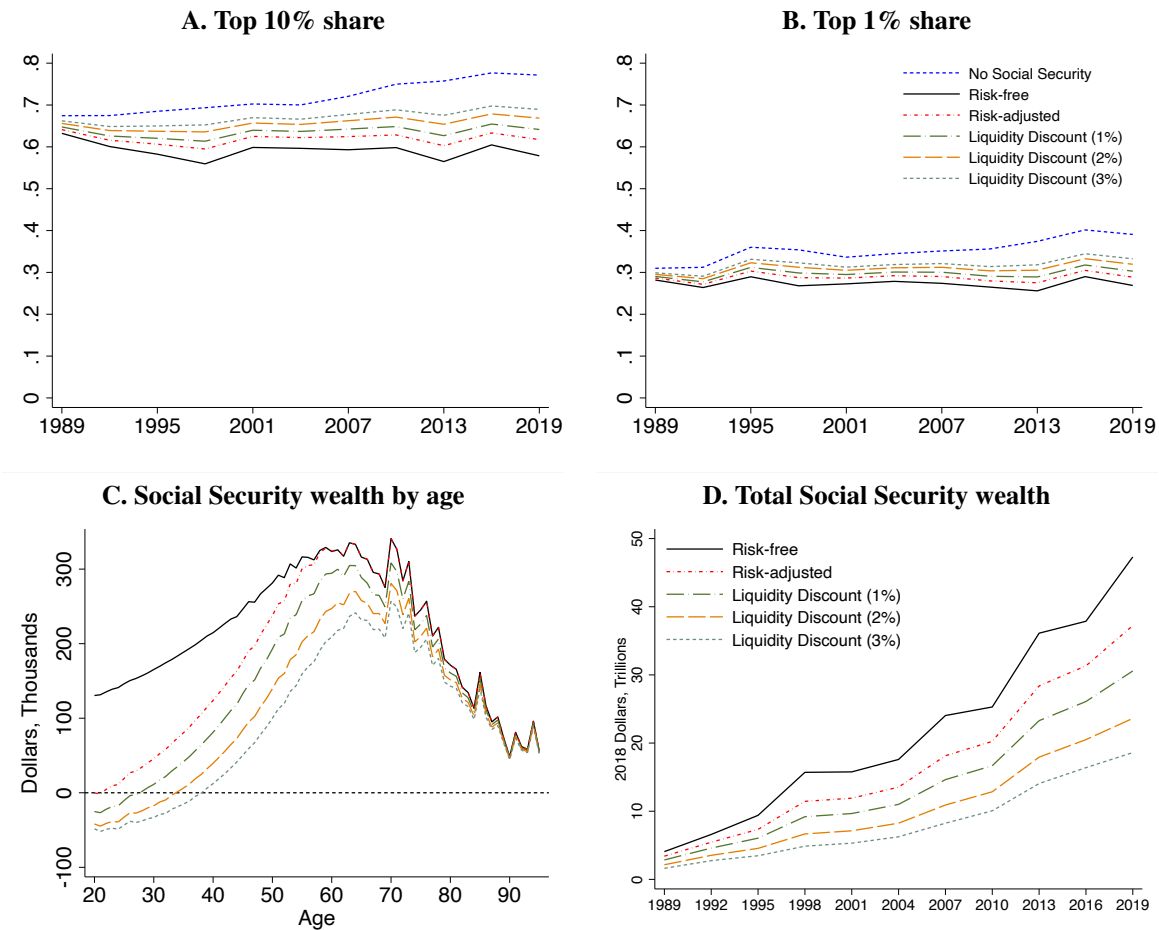 A. Top 10% share
.8
.7
.6
.5
.4
.3
.2
.1
0
1989 1995 2001 2007 2013 2019
B. Top 1% share
.8
.7
.6
.5
.4
.3
.2
.1
0
No Social Security
Risk-free
Risk-adjusted
Liquidity Discount (1%)
Liquidity Discount (2%)
Liquidity Discount (3%)
1989 1995 2001 2007 2013 2019
C. Social Security wealth by age
Dollars, Thousands
300
200
100
0
-100
20 30 40 50 60 70 80 90
Age
D. Total Social Security wealth
2018 Dollars, Trillions
50
40
30
20
10
0
Risk-free
Risk-adjusted
Liquidity Discount (1%)
Liquidity Discount (2%)
Liquidity Discount (3%)
1989 1992 1995 1998 2001 2004 2007 2010 2013 2016 2019